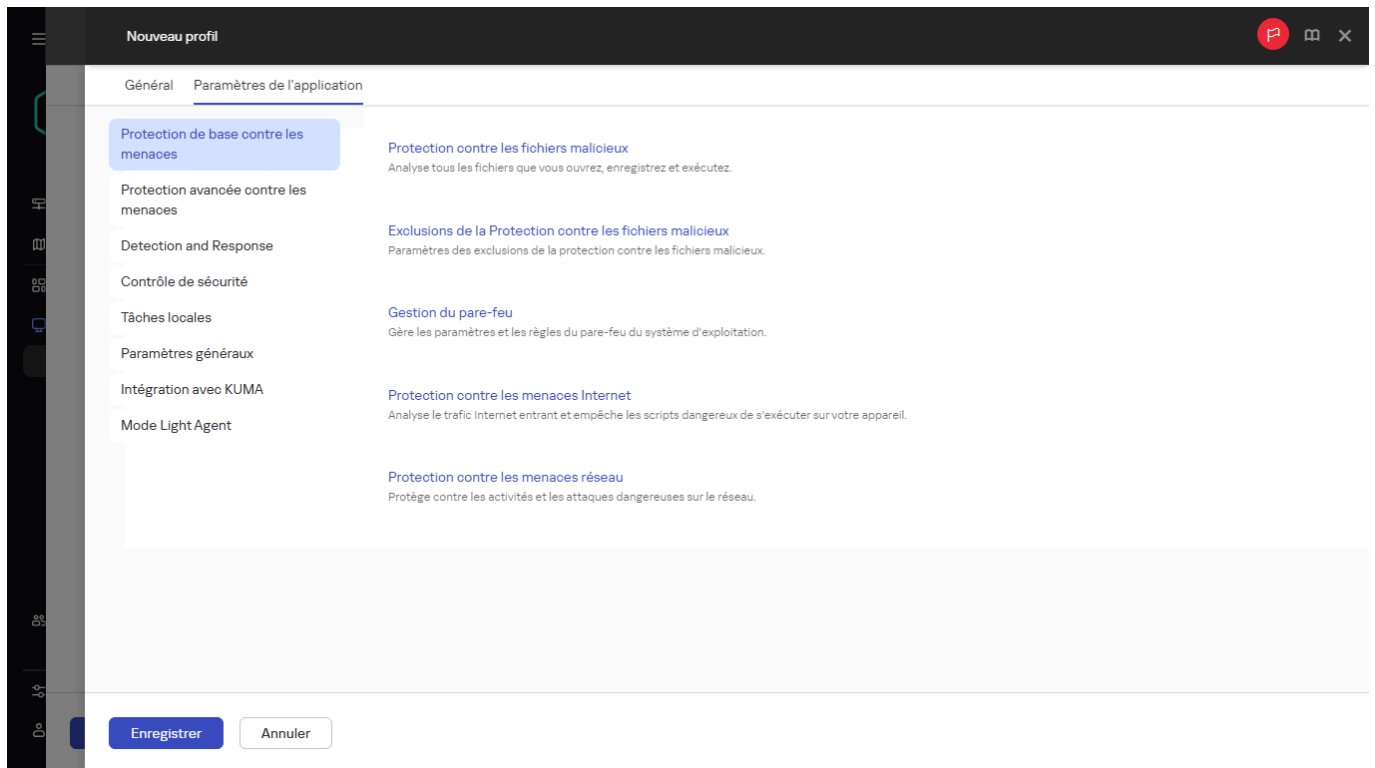 Nouveau profil
Général Paramètres de l'application
Protection de base contre les
menaces
Protection avancée contre les
menaces
Detection and Response
Contrôle de sécurité
Tâches locales
Paramètres généraux
Intégration avec KUMA
Mode Light Agent
Protection contre les fichiers malicieux
Analyse tous les fichiers que vous ouvrez, enregistrez et exécutez.
Exclusions de la Protection contre les fichiers malicieux
Paramètres des exclusions de la protection contre les fichiers malicieux.
Gestion du pare-feu
Gère les paramètres et les règles du pare-feu du système d'exploitation.
Protection contre les menaces Internet
Analyse le trafic Internet entrant et empêche les scripts dangereux de s'exécuter sur votre appareil.
Protection contre les menaces réseau
Protège contre les activités et les attaques dangereuses sur le réseau.
Enregistrer Annuler